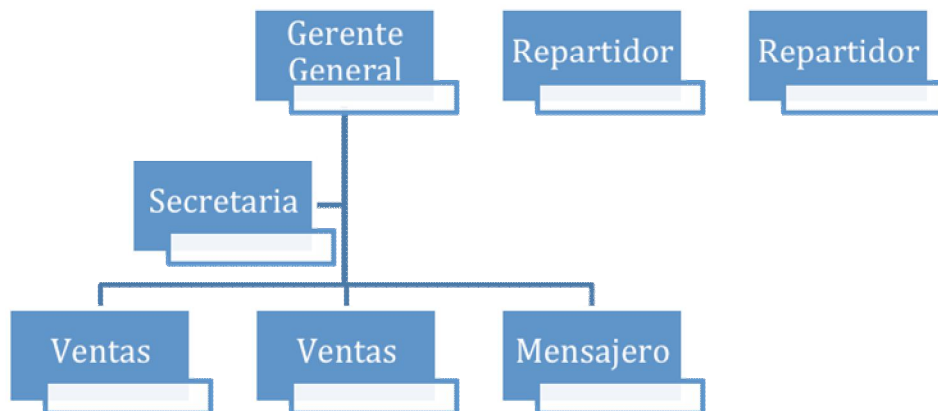 Gerente
General
Repartidor
Repartidor
Secretaria
Ventas
Ventas
Mensajero